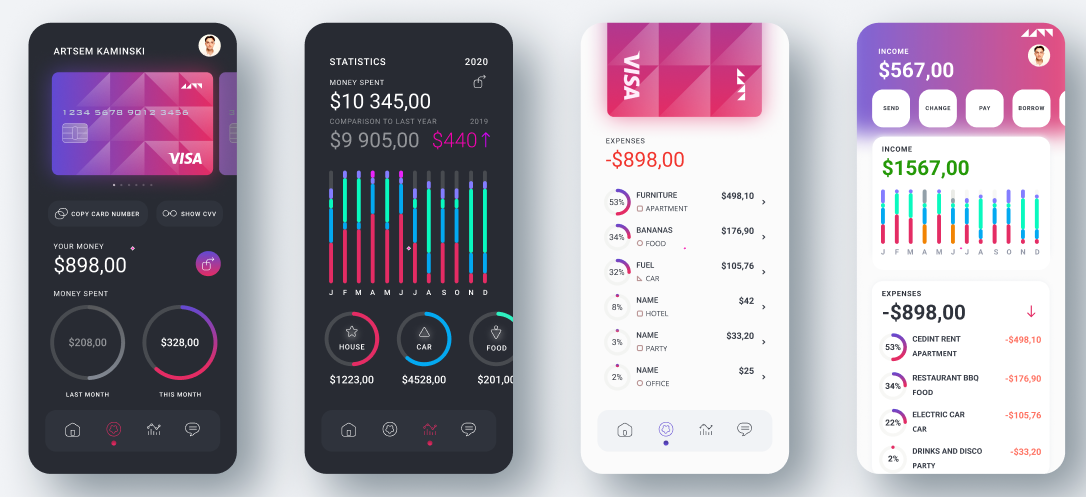 ARTSEM KAMINSKI
1234 5678 9012 3456
3
VISA
COPY CARD NUMBER
SHOW CVV
YOUR MONEY
$898,00
MONEY SPENT
$208,00
$328,00
LAST MONTH
THIS MONTH
STATISTICS 2020
MONEY SPENT
$10 345,00
COMPARISON TO LAST YEAR 2019
$9 905,00 $440↑
J F M A M J J A S O N D
HOUSE CAR FOOD
$1223,00 $4528,00 $201,00
VISA
EXPENSES
-$898,00
53% FURNITURE $498,10 ›
APARTMENT
34% BANANAS $176,90 ›
FOOD
32% FUEL $105,76 ›
CAR
8% NAME $42 ›
HOTEL
3% NAME $33,20 ›
PARTY
2% NAME $25 ›
OFFICE
INCOME
$567,00
SEND CHANGE PAY BORROW
INCOME
$1567,00
J F M A M J J A S O N D
EXPENSES
-$898,00 ↓
53% CEDINT RENT -$498,10
APARTMENT
34% RESTAURANT BBQ -$176,90
FOOD
22% ELECTRIC CAR -$105,76
CAR
2% DRINKS AND DISCO -$33,20
PARTY